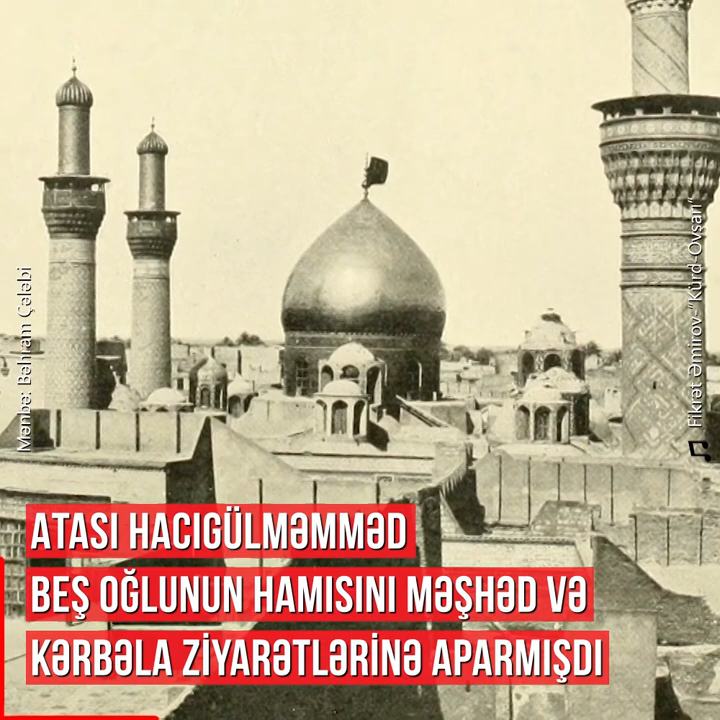 Mənbə: Bəhram Çələbi
Fikrət Əmirov-"Kürd-Ovşarı"
ATASI HACIGÜLMƏMMƏD
BEŞ OĞLUNUN HAMISINI MƏŞHƏD VƏ
KƏRBƏLA ZİYARƏTLƏRİNƏ APARMIŞDI